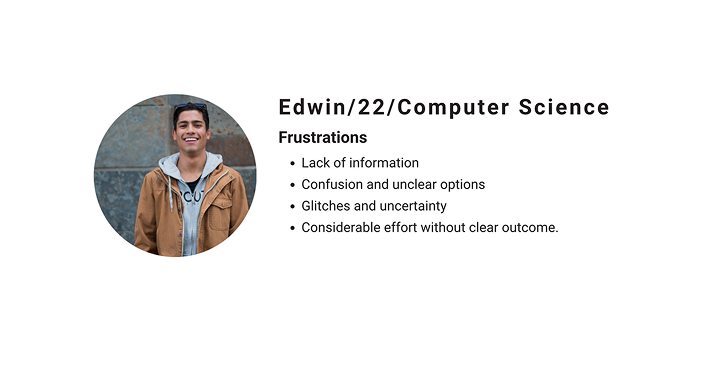 Edwin/22/Computer Science
Frustrations
• Lack of information
• Confusion and unclear options
• Glitches and uncertainty
• Considerable effort without clear outcome.